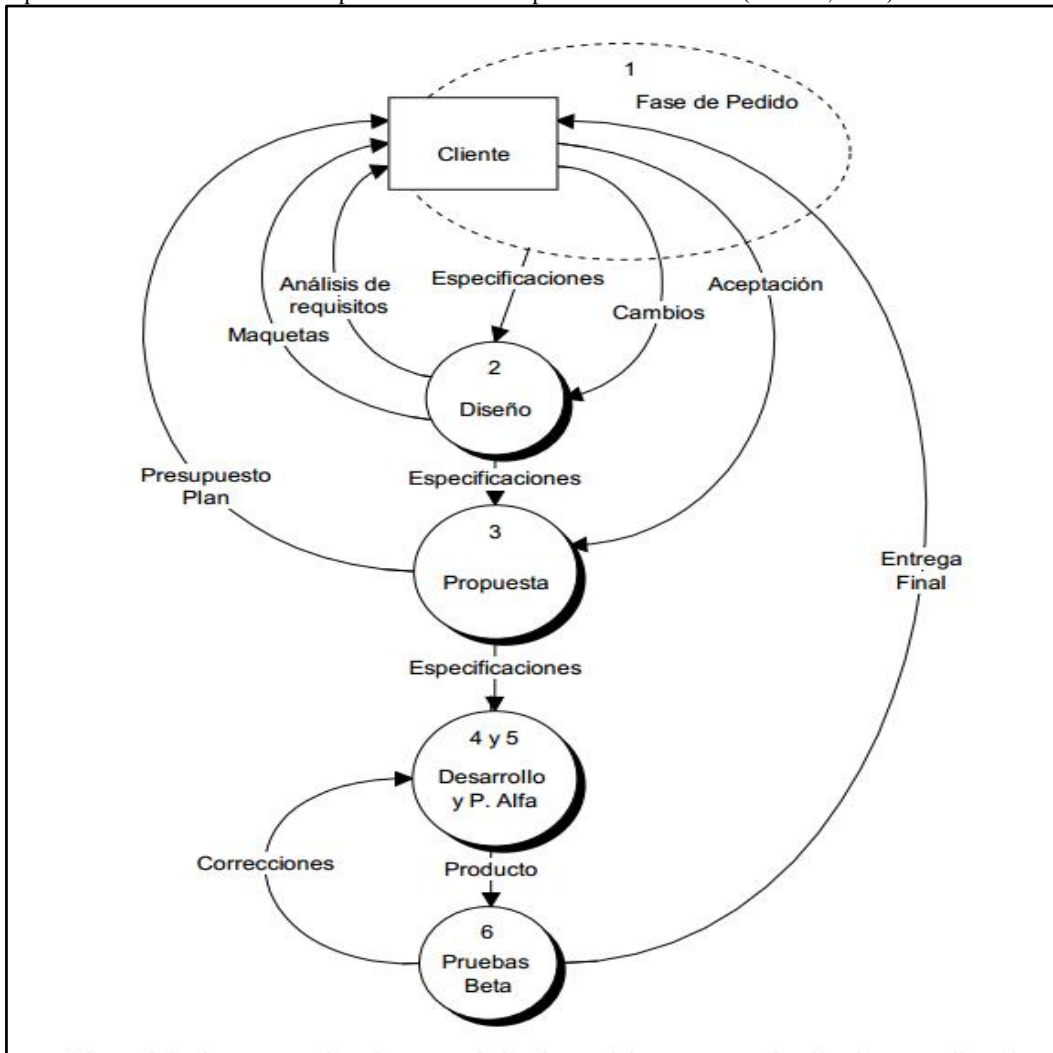 1
Fase de Pedido
Cliente
Especificaciones
Análisis de
requisitos
Aceptación
Cambios
Maquetas
2
Diseño
Presupuesto
Plan
Especificaciones
3
Propuesta
Entrega
Final
Especificaciones
4 y 5
Desarrollo
y P. Alfa
Correcciones
Producto
6
Pruebas
Beta